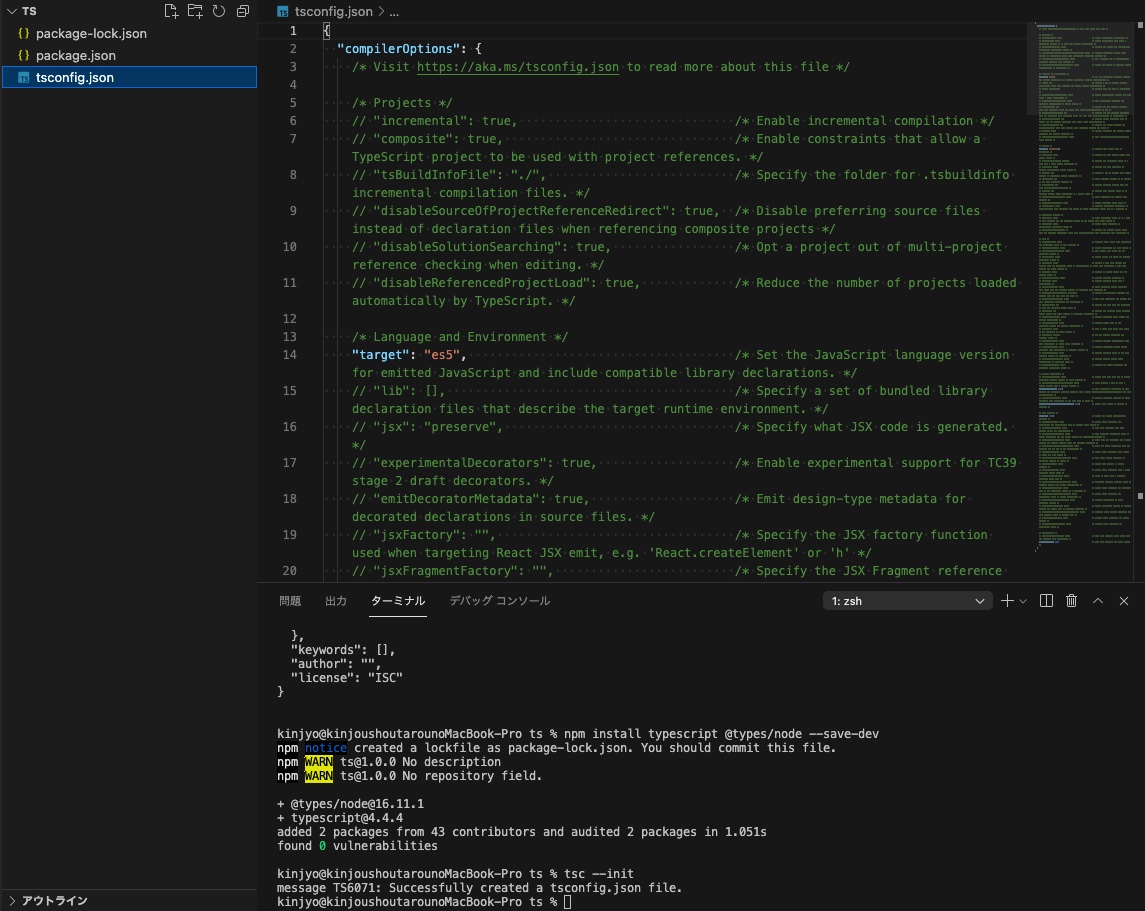 TS
package-lock.json
package.json
tsconfig.json
アウトライン
tsconfig.json > ...
1 {
2 "compilerOptions": {
3 /* Visit https://aka.ms/tsconfig.json to read more about this file */
4
5 /* Projects */
6 // "incremental": true, /* Enable incremental compilation */
7 // "composite": true, /* Enable constraints that allow a
TypeScript project to be used with project references. */
8 // "tsBuildInfoFile": "./", /* Specify the folder for .tsbuildinfo
incremental compilation files. */
9 // "disableSourceOfProjectReferenceRedirect": true, /* Disable preferring source files
instead of declaration files when referencing composite projects */
10 // "disableSolutionSearching": true, /* Opt a project out of multi-project
reference checking when editing. */
11 // "disableReferencedProjectLoad": true, /* Reduce the number of projects loaded
automatically by TypeScript. */
12
13 /* Language and Environment */
14 "target": "es5", /* Set the JavaScript language version
for emitted JavaScript and include compatible library declarations. */
15 // "lib": [], /* Specify a set of bundled library
declaration files that describe the target runtime environment. */
16 // "jsx": "preserve", /* Specify what JSX code is generated.
*/
17 // "experimentalDecorators": true, /* Enable experimental support for TC39
stage 2 draft decorators. */
18 // "emitDecoratorMetadata": true, /* Emit design-type metadata for
decorated declarations in source files. */
19 // "jsxFactory": "", /* Specify the JSX factory function
used when targeting React JSX emit, e.g. 'React.createElement' or 'h' */
20 // "jsxFragmentFactory": "", /* Specify the JSX Fragment reference
問題 出力 ターミナル デバッグ コンソール 1: zsh
},
"keywords": [],
"author": "",
"license": "ISC"
}
kinjyo@kinjoushoutarounoMacBook-Pro ts % npm install typescript @types/node --save-dev
npm notice created a lockfile as package-lock.json. You should commit this file.
npm WARN ts@1.0.0 No description
npm WARN ts@1.0.0 No repository field.
+ @types/node@16.11.1
+ typescript@4.4.4
added 2 packages from 43 contributors and audited 2 packages in 1.051s
found 0 vulnerabilities
kinjyo@kinjoushoutarounoMacBook-Pro ts % tsc --init
message TS6071: Successfully created a tsconfig.json file.
kinjyo@kinjoushoutarounoMacBook-Pro ts %